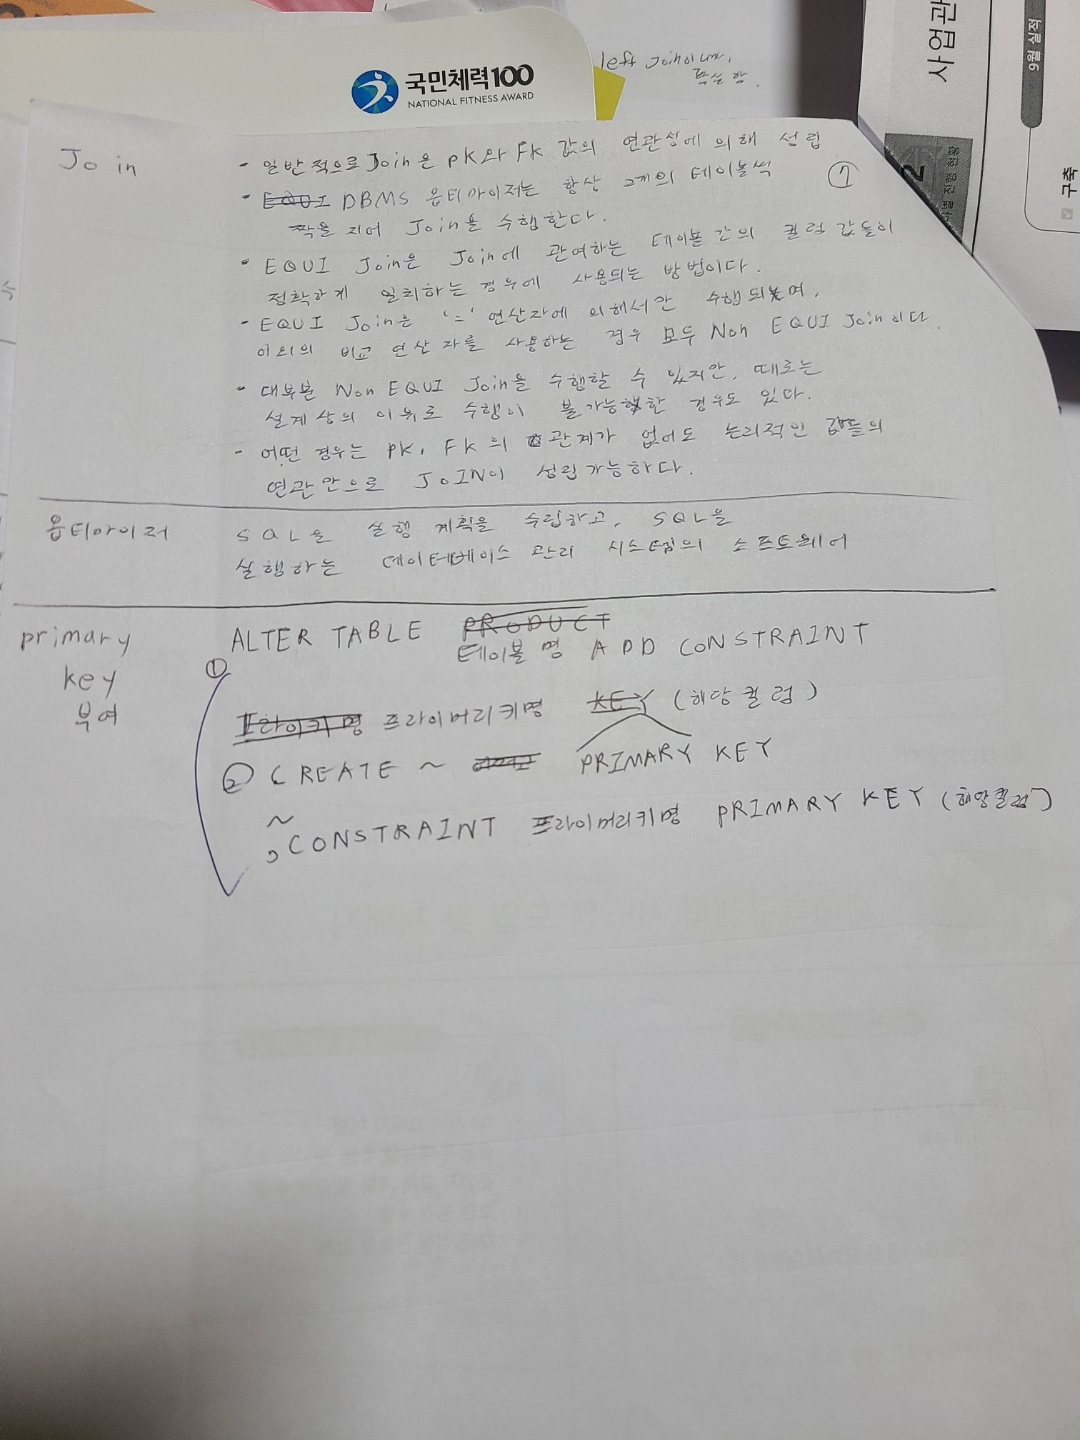 left Join이 나
국민체력100
NATIONAL FITNESS AWARD
사업관
9월 실적
구축
2
Join
- 일반적으로 Join은 PK와 FK 값의 연관성에 의해 성립
⑦
- EQUI DBMS 옵티마이저는 항상 2개의 테이블씩
짝을 지어 Join을 수행한다.
- EQUI Join은 Join에 관여하는 테이블 간의 컬럼 값들이
정확하게 일치하는 경우에 사용되는 방법이다.
- EQUI Join은 '=' 연산자에 의해서만 수행되며,
이외의 비교 연산자를 사용하는 경우 모두 Non EQUI Join이다.
- 대부분 Non EQUI Join을 수행할 수 있지만, 때로는
설계상의 이유로 수행이 불가능한 경우도 있다.
- 어떤 경우는 PK, FK의 관계가 없어도 논리적인 값들의
연관만으로 JOIN이 성립 가능하다.
옵티마이저
SQL을 실행 계획을 수립하고, SQL을
실행하는 데이터베이스 관리 시스템의 소프트웨어
primary
key
부여
① ALTER TABLE PRODUCT
테이블 명 ADD CONSTRAINT
프라이키명 프라이머리키명 KEY (해당 컬럼)
PRIMARY KEY
② CREATE ~
~
, CONSTRAINT 프라이머리키명 PRIMARY KEY (해당컬럼)